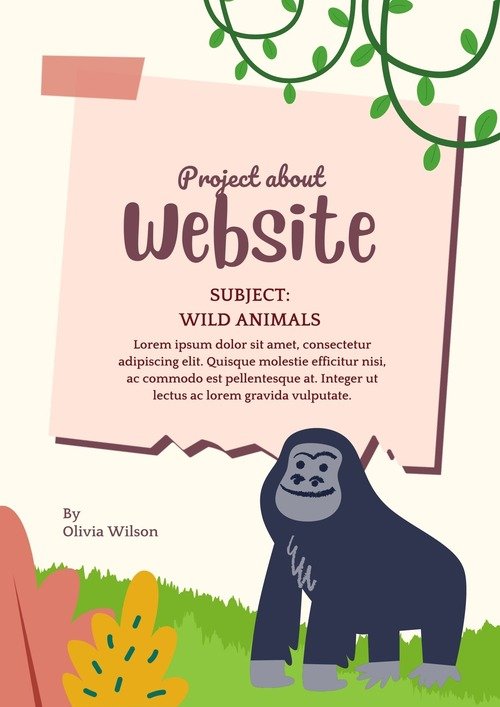 Project about
Website
SUBJECT:
WILD ANIMALS
Lorem ipsum dolor sit amet, consectetur
adipiscing elit. Quisque molestie efficitur nisi,
ac commodo est pellentesque at. Integer ut
lectus ac lorem gravida vulputate.
By
Olivia Wilson